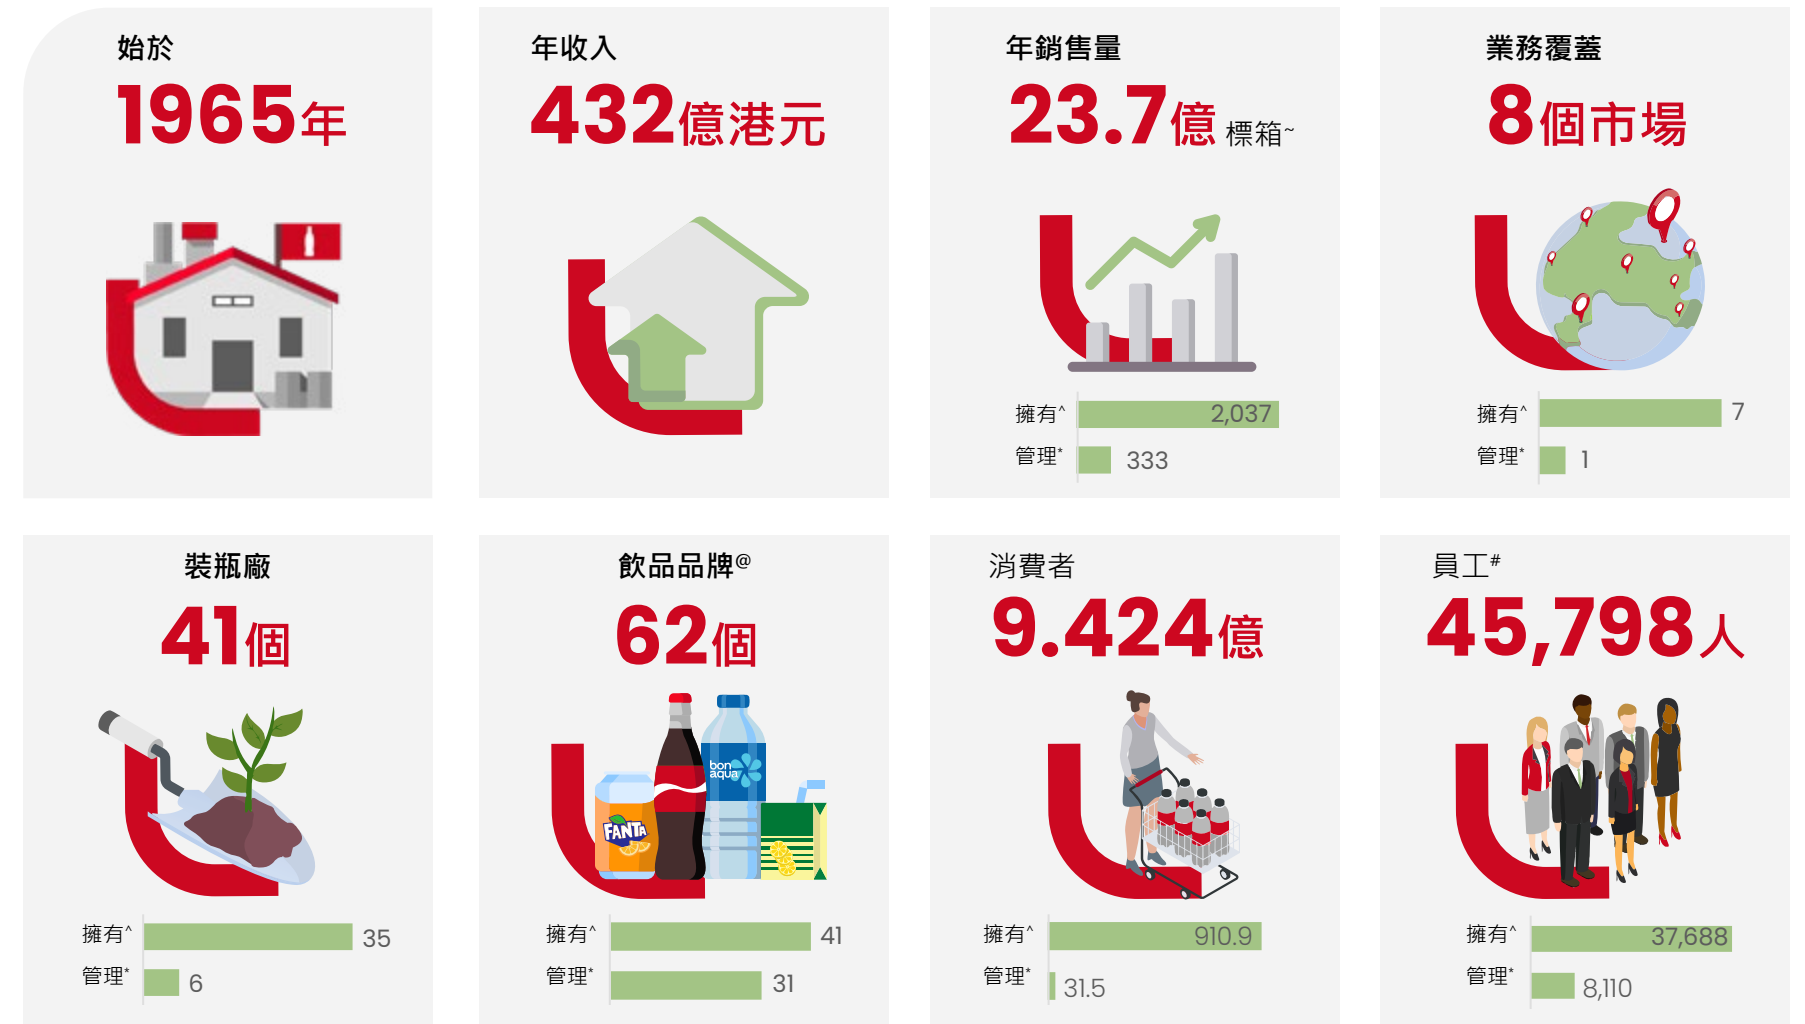 始於
1965年
年收入
432億港元
年銷售量
23.7億 標箱~
擁有^ 2,037
管理* 333
業務覆蓋
8個市場
擁有^ 7
管理* 1
裝瓶廠
41個
擁有^ 35
管理* 6
飲品品牌@
62個
bon
aqua
FANTA
擁有^ 41
管理* 31
消費者
9.424億
擁有^ 910.9
管理* 31.5
員工#
45,798人
擁有^ 37,688
管理* 8,110